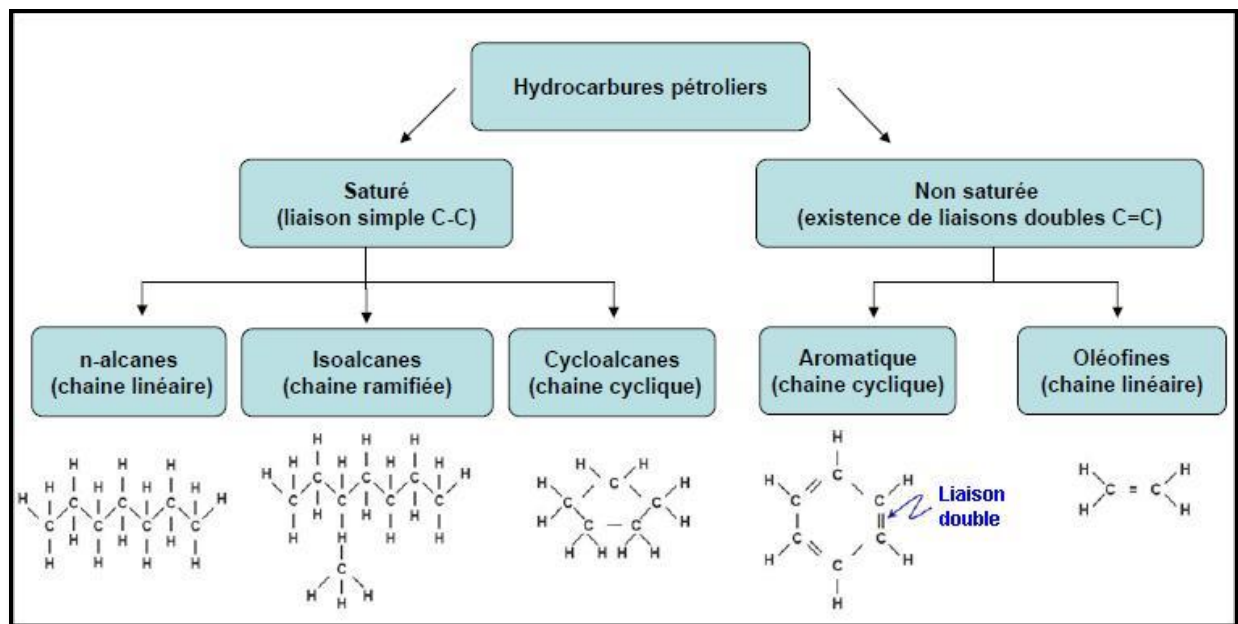 Hydrocarbures pétroliers
Saturé
(liaison simple C-C)
Non saturée
(existence de liaisons doubles C=C)
n-alcanes
(chaine linéaire)
Isoalcanes
(chaine ramifiée)
Cycloalcanes
(chaine cyclique)
Aromatique
(chaine cyclique)
Oléofines
(chaine linéaire)
Liaison
double